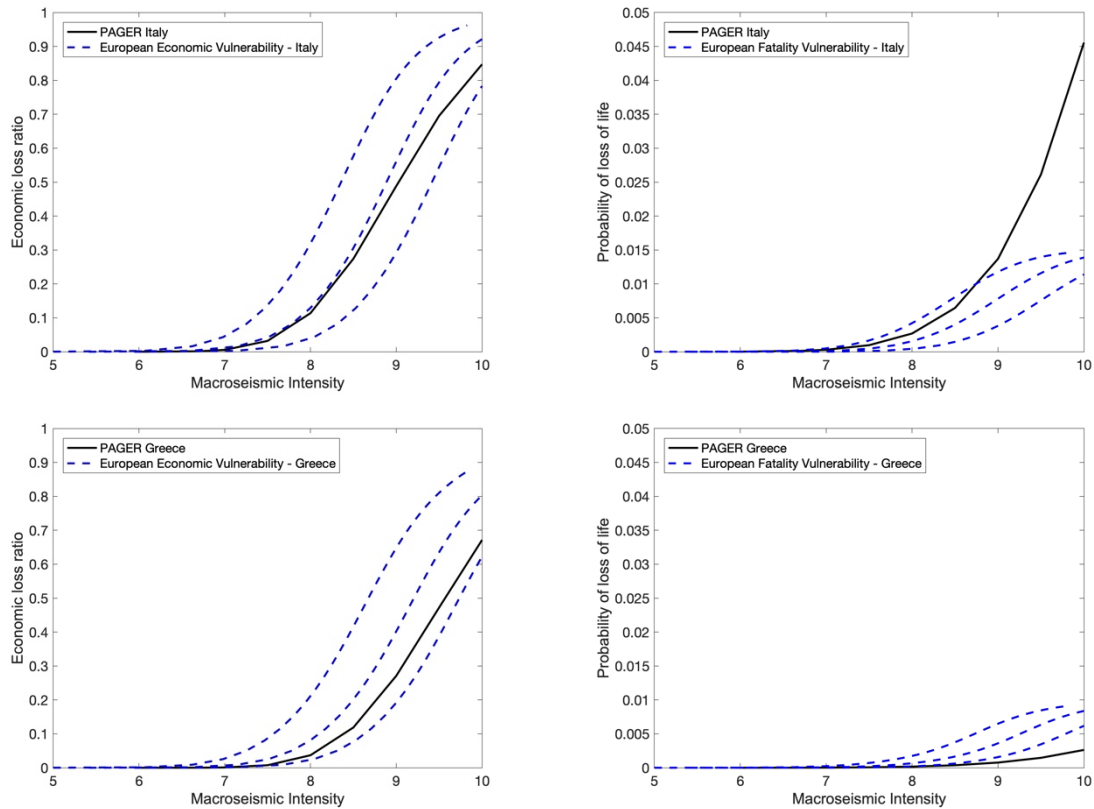 PAGER Italy
European Economic Vulnerability - Italy
1
0.9
0.8
0.7
0.6
0.5
0.4
0.3
0.2
0.1
0
Economic loss ratio
5 6 7 8 9 10
Macroseismic Intensity
PAGER Italy
European Fatality Vulnerability - Italy
0.05
0.045
0.04
0.035
0.03
0.025
0.02
0.015
0.01
0.005
0
Probability of loss of life
5 6 7 8 9 10
Macroseismic Intensity
PAGER Greece
European Economic Vulnerability - Greece
1
0.9
0.8
0.7
0.6
0.5
0.4
0.3
0.2
0.1
0
Economic loss ratio
5 6 7 8 9 10
Macroseismic Intensity
PAGER Greece
European Fatality Vulnerability - Greece
0.05
0.045
0.04
0.035
0.03
0.025
0.02
0.015
0.01
0.005
0
Probability of loss of life
5 6 7 8 9 10
Macroseismic Intensity